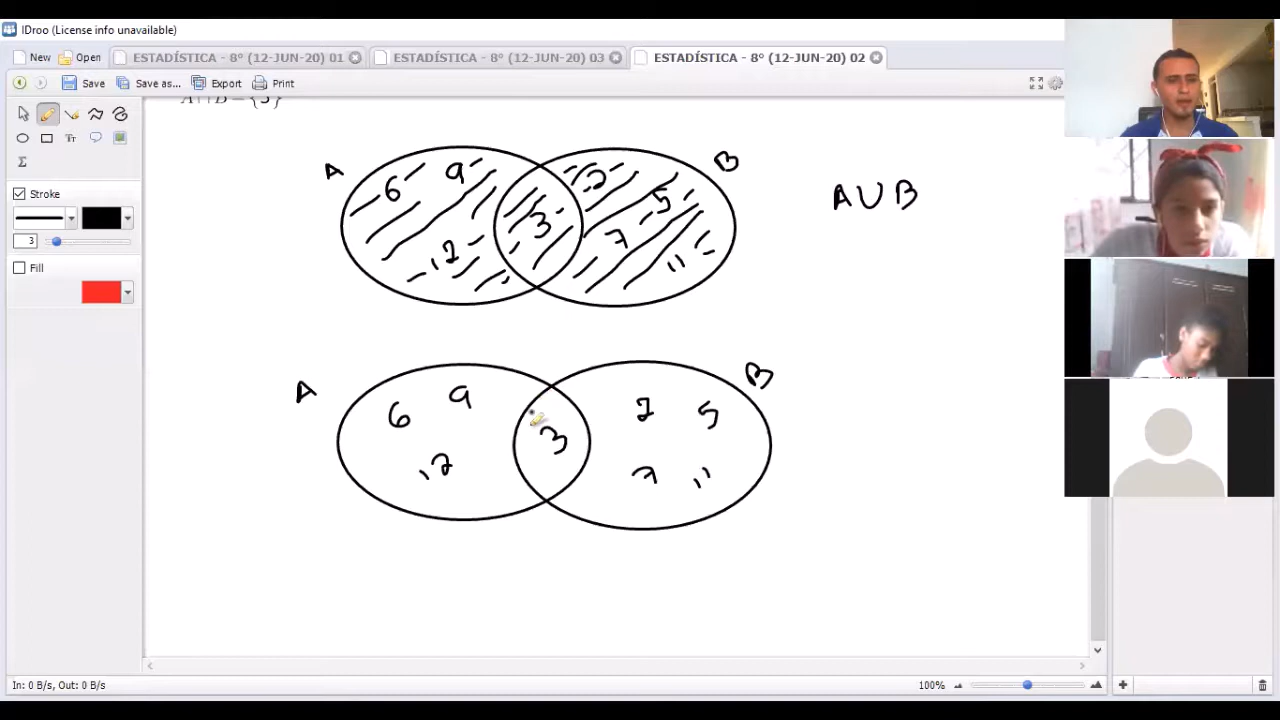 IDroo (License info unavailable)
New Open ESTADÍSTICA - 8º (12-JUN-20) 01 ESTADÍSTICA - 8º (12-JUN-20) 03 ESTADÍSTICA - 8º (12-JUN-20) 02
Save Save as... Export Print
A∩B = {3}
A 6 9 12 3 2 5 7 11 B
A∪B
Tт
Σ
Stroke
3
Fill
A 6 9 12 3 2 5 7 11 B
In: 0 B/s, Out: 0 B/s 100%